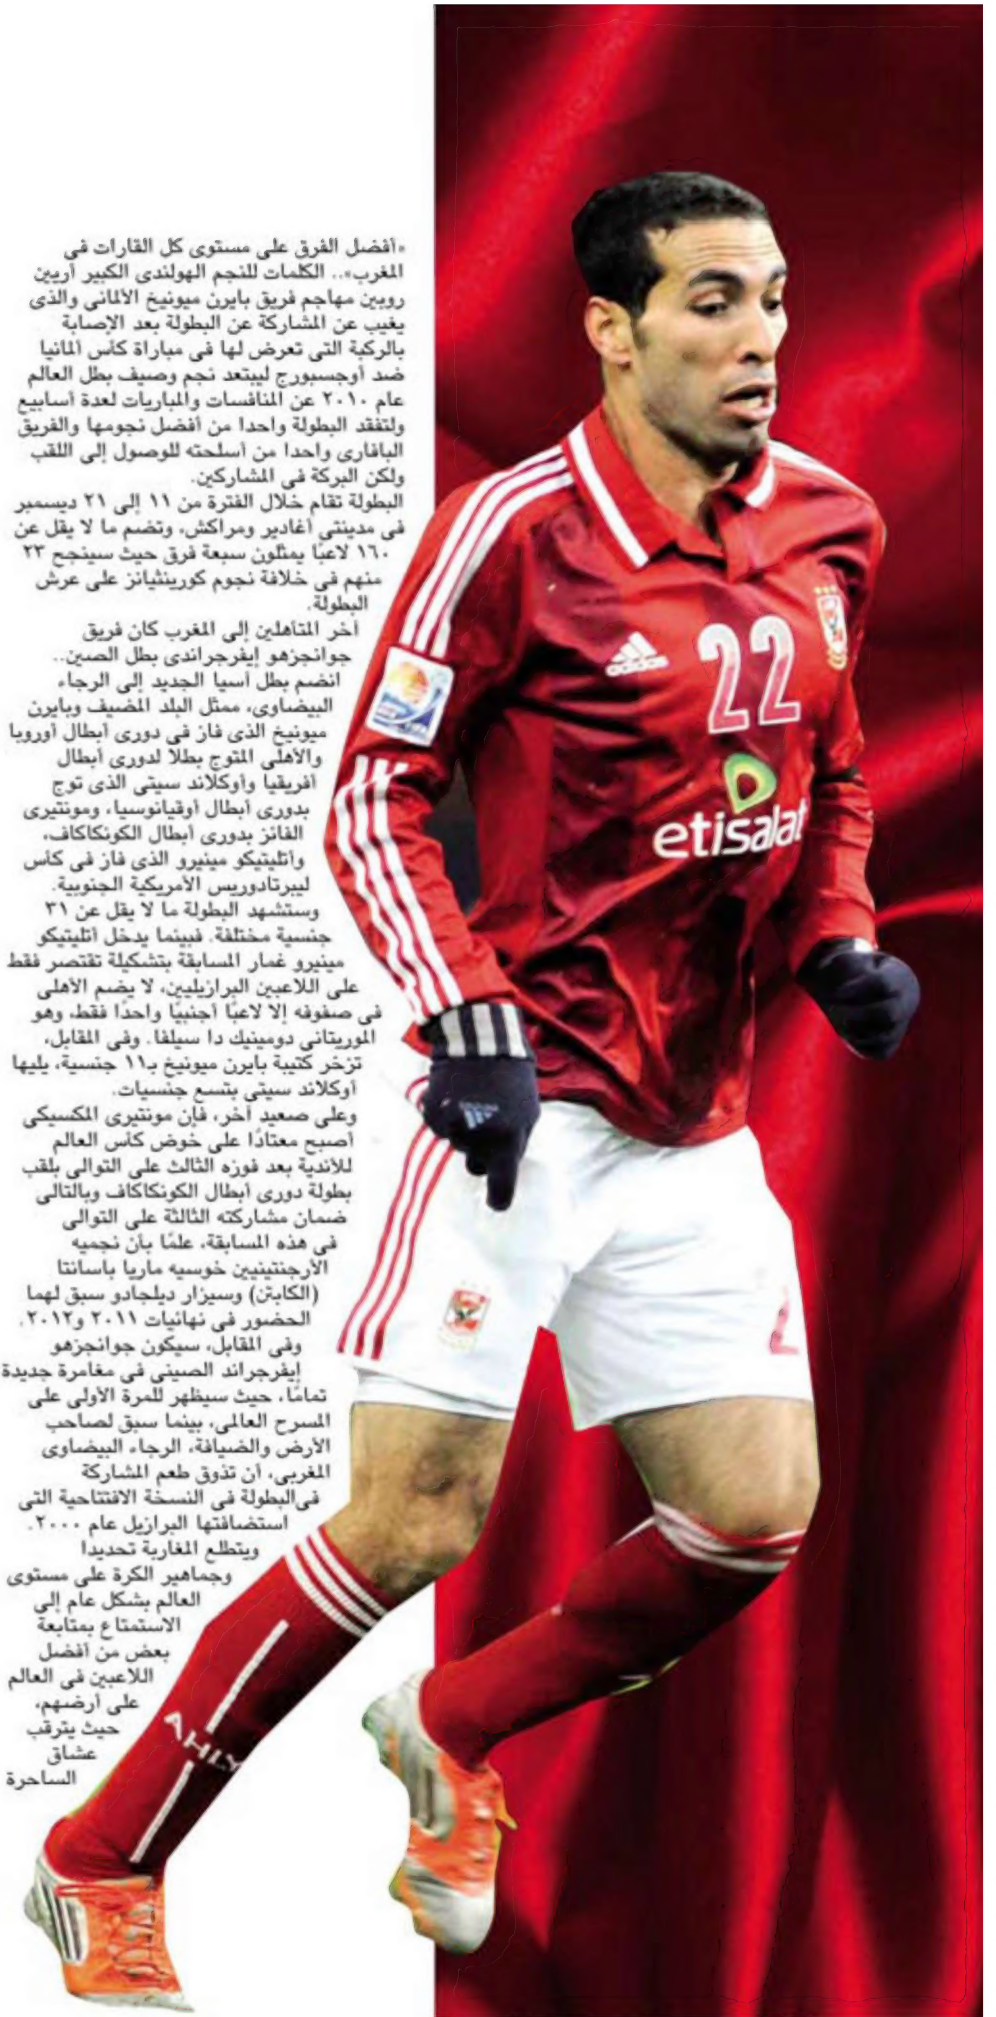 «أفضل الفرق على مستوى كل القارات فى
المغرب».. الكلمات للنجم الهولندى الكبير أريين
روبين مهاجم فريق بايرن ميونيخ الألمانى والذى
يغيب عن المشاركة عن البطولة بعد الإصابة
بالركبة التى تعرض لها فى مباراة كأس ألمانيا
ضد أوجسبورج ليبتعد نجم وصيف بطل العالم
عام ٢٠١٠ عن المنافسات والمباريات لعدة أسابيع
ولتفقد البطولة واحدا من أفضل نجومها والفريق
البافارى واحدا من أسلحته للوصول إلى اللقب
ولكن البركة فى المشاركين.
البطولة تقام خلال الفترة من ١١ إلى ٢١ ديسمبر
فى مدينتى أغادير ومراكش، وتضم ما لا يقل عن
١٦٠ لاعبًا يمثلون سبعة فرق حيث سينجح ٢٣
منهم فى خلافة نجوم كورينثيانز على عرش
البطولة.
آخر المتأهلين إلى المغرب كان فريق
جوانجزهو إيفرجراندى بطل الصين..
انضم بطل آسيا الجديد إلى الرجاء
البيضاوى، ممثل البلد المضيف وبايرن
ميونيخ الذى فاز فى دورى أبطال أوروبا
والأهلى المتوج بطلاً لدورى أبطال
أفريقيا وأوكلاند سيتى الذى توج
بدورى أبطال أوقيانوسيا، ومونتيرى
الفائز بدورى أبطال الكونكاكاف،
وأتليتيكو مينيرو الذى فاز فى كأس
ليبرتادوريس الأمريكية الجنوبية.
وستشهد البطولة ما لا يقل عن ٣١
جنسية مختلفة. فبينما يدخل أتليتيكو
مينيرو غمار المسابقة بتشكيلة تقتصر فقط
على اللاعبين البرازيليين، لا يضم الأهلى
فى صفوفه إلا لاعبًا أجنبيًا واحدًا فقط، وهو
الموريتانى دومينيك دا سيلفا. وفى المقابل،
تزخر كتيبة بايرن ميونيخ بـ١١ جنسية، يليها
أوكلاند سيتى بتسع جنسيات.
وعلى صعيد آخر، فإن مونتيرى المكسيكى
أصبح معتادًا على خوض كأس العالم
للأندية بعد فوزه الثالث على التوالى بلقب
بطولة دورى أبطال الكونكاكاف وبالتالى
ضمان مشاركته الثالثة على التوالى
فى هذه المسابقة، علمًا بأن نجميه
الأرجنتينيين خوسيه ماريا باسانتا
(الكابتن) وسيزار ديلجادو سبق لهما
الحضور فى نهائيات ٢٠١١ و٢٠١٢.
وفى المقابل، سيكون جوانجزهو
إيفرجراند الصينى فى مغامرة جديدة
تمامًا، حيث سيظهر للمرة الأولى على
المسرح العالمى، بينما سبق لصاحب
الأرض والضيافة، الرجاء البيضاوى
المغربى، أن تذوق طعم المشاركة
فىالبطولة فى النسخة الافتتاحية التى
استضافتها البرازيل عام ٢٠٠٠.
ويتطلع المغاربة تحديدا
وجماهير الكرة على مستوى
العالم بشكل عام إلى
الاستمتاع بمتابعة
بعض من أفضل
اللاعبين فى العالم
على أرضهم،
حيث يترقب
عشاق
الساحرة
adidas
22
etisalat
AHLY